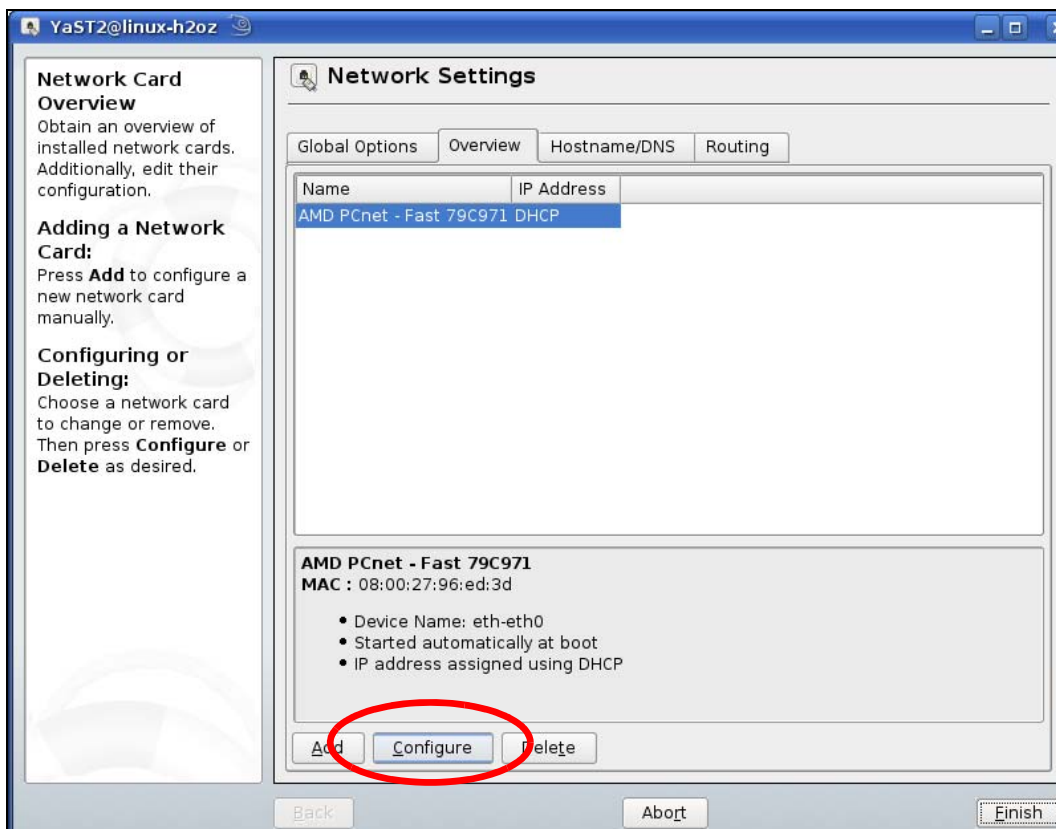 YaST2@linux-h2oz
Network Card
Overview
Obtain an overview of
installed network cards.
Additionally, edit their
configuration.
Adding a Network
Card:
Press Add to configure a
new network card
manually.
Configuring or
Deleting:
Choose a network card
to change or remove.
Then press Configure or
Delete as desired.
Network Settings
Global Options Overview Hostname/DNS Routing
Name IP Address
AMD PCnet - Fast 79C971 DHCP
AMD PCnet - Fast 79C971
MAC : 08:00:27:96:ed:3d
• Device Name: eth-eth0
• Started automatically at boot
• IP address assigned using DHCP
Add Configure Delete
Back Abort Finish